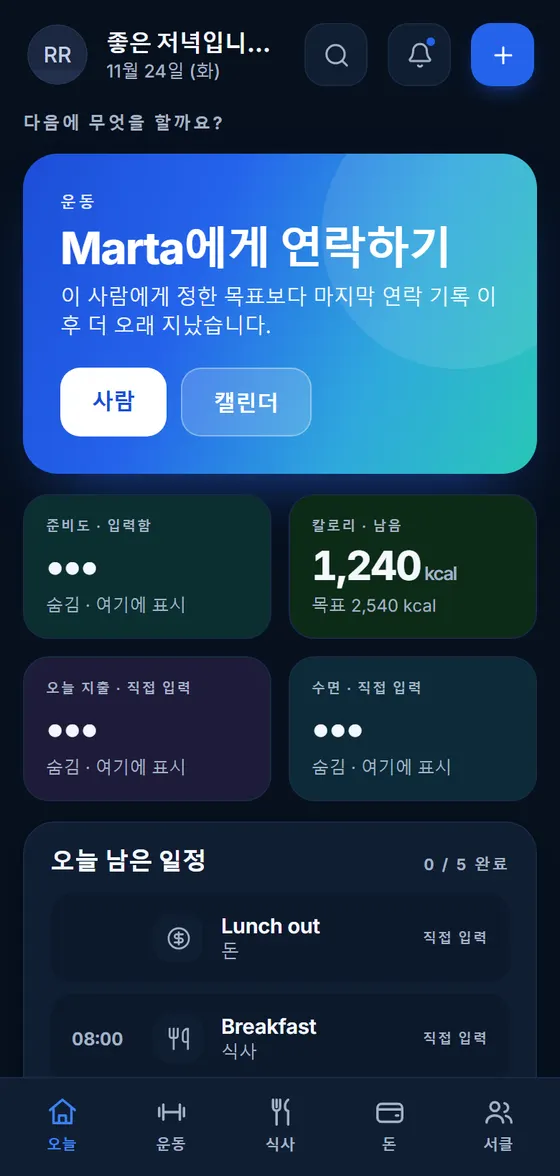 RR
좋은 저녁입니...
11월 24일 (화)
다음에 무엇을 할까요?
운동
Marta에게 연락하기
이 사람에게 정한 목표보다 마지막 연락 기록 이
후 더 오래 지났습니다.
사람
캘린더
준비도 · 입력함
숨김 · 여기에 표시
칼로리 · 남음
1,240 kcal
목표 2,540 kcal
오늘 지출 · 직접 입력
숨김 · 여기에 표시
수면 · 직접 입력
숨김 · 여기에 표시
오늘 남은 일정
0 / 5 완료
Lunch out
돈
직접 입력
08:00
Breakfast
식사
직접 입력
오늘
운동
식사
돈
서클